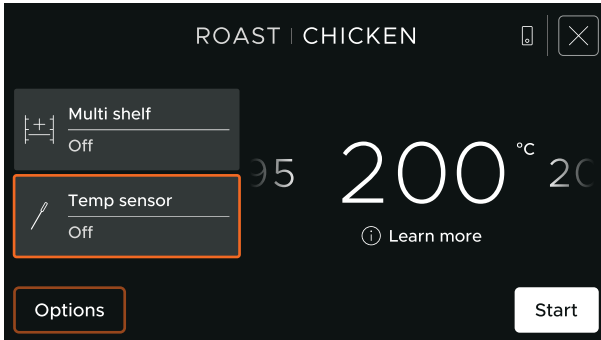 ROAST | CHICKEN
Multi shelf
Off
95 200 °C 20
Temp sensor
Off
Learn more
Options
Start